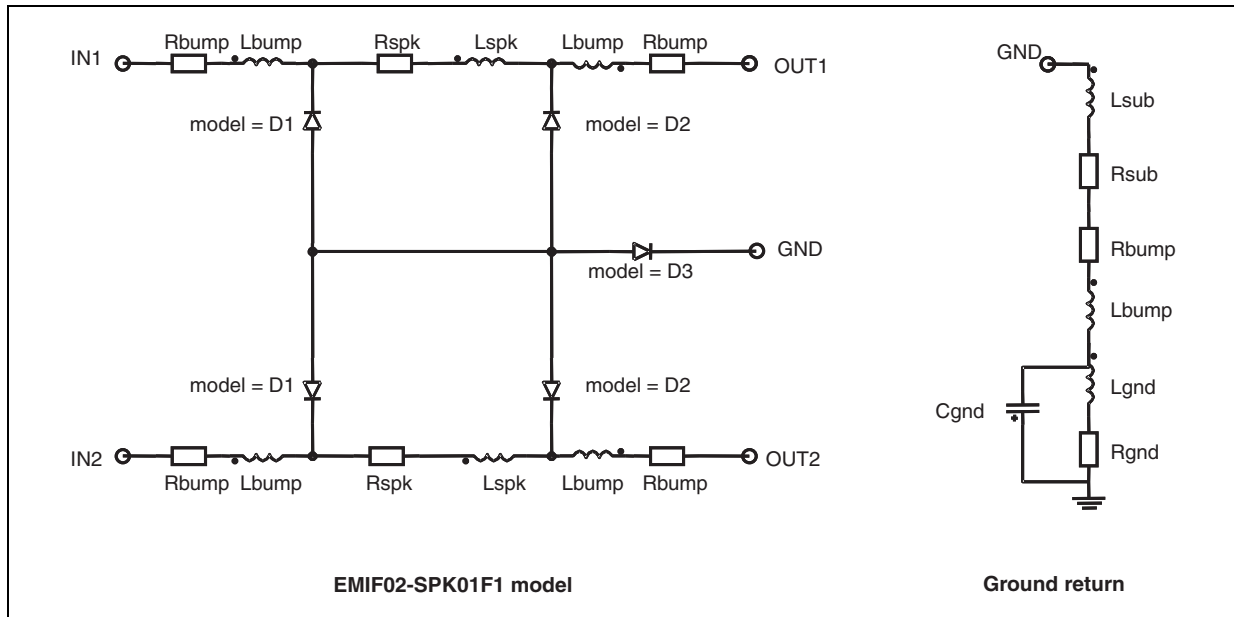 IN1
Rbump
Lbump
Rspk
Lspk
Lbump
Rbump
OUT1
model = D1
model = D2
GND
model = D3
model = D1
model = D2
IN2
Rbump
Lbump
Rspk
Lspk
Lbump
Rbump
OUT2
EMIF02-SPK01F1 model
GND
Lsub
Rsub
Rbump
Lbump
Lgnd
Cgnd
Rgnd
Ground return